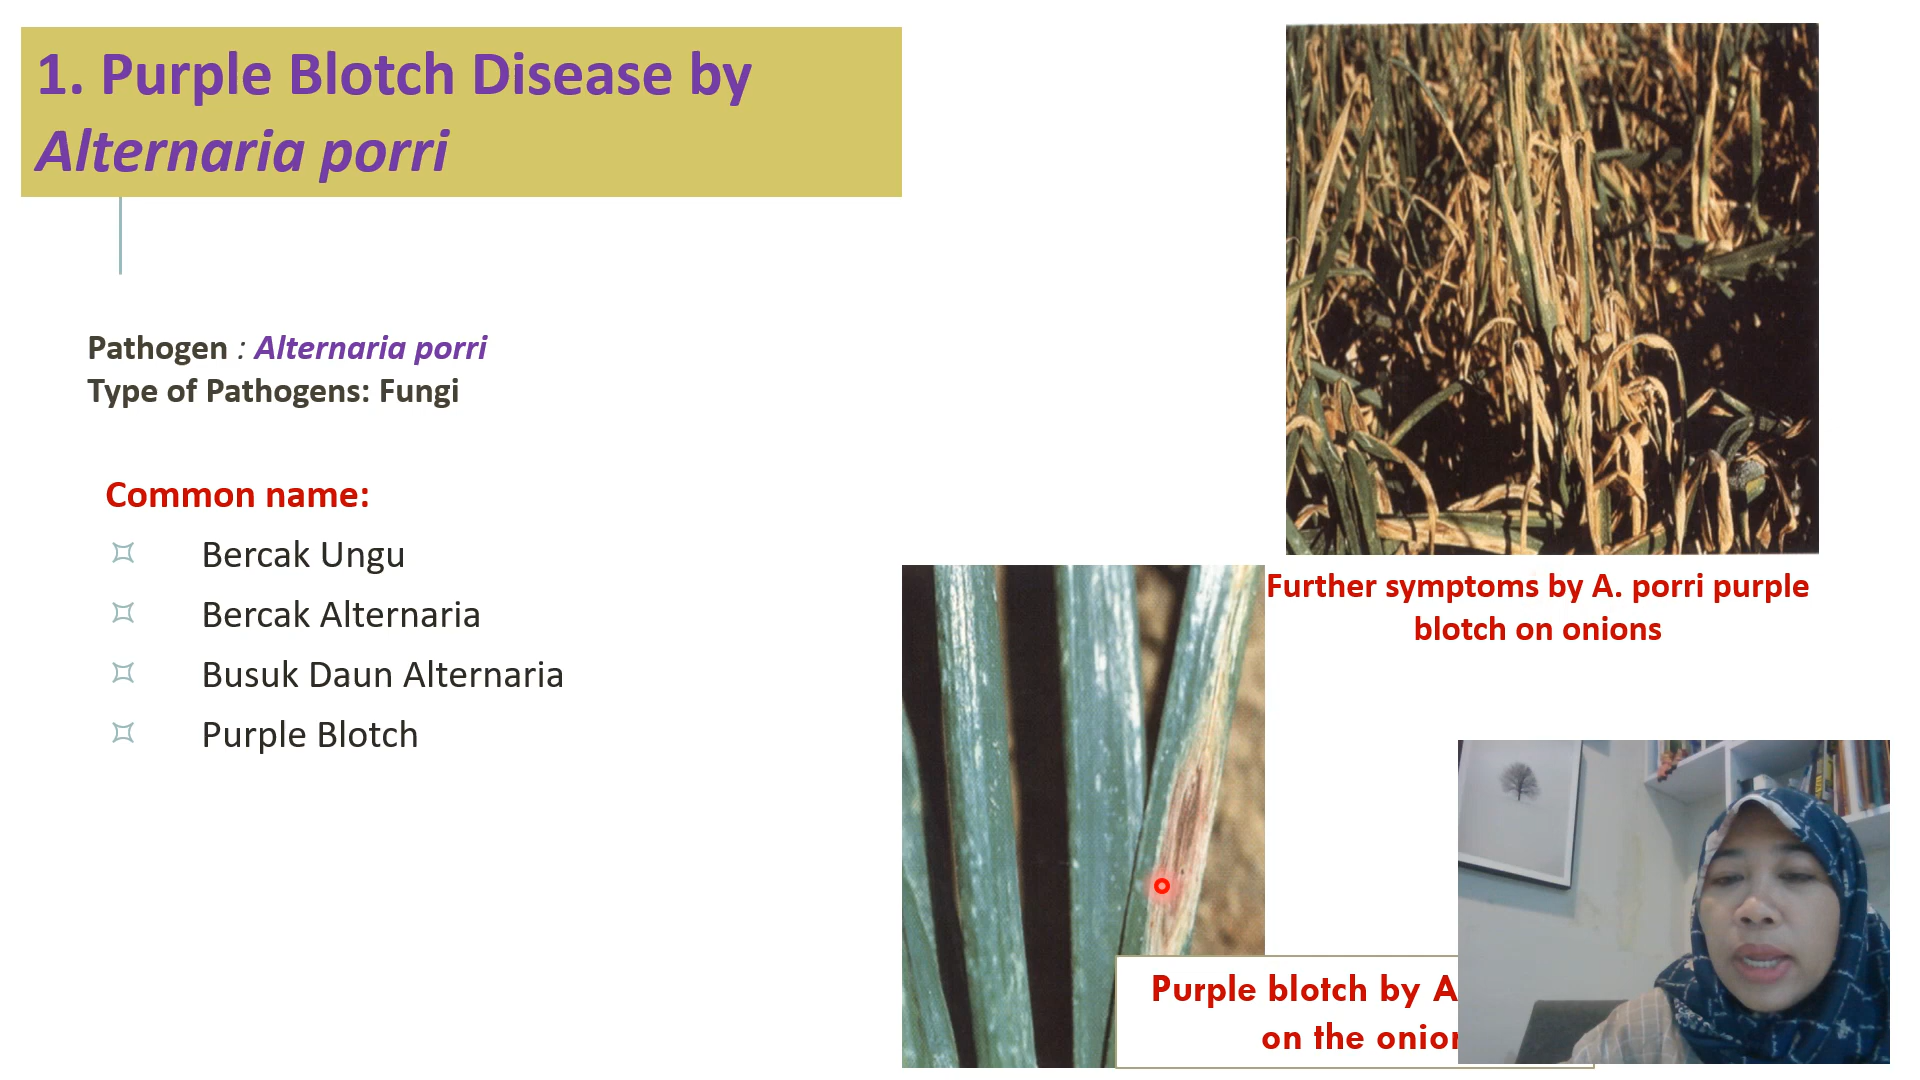 1. Purple Blotch Disease by
Alternaria porri
Pathogen : Alternaria porri
Type of Pathogens: Fungi
Common name:
Bercak Ungu
Bercak Alternaria
Busuk Daun Alternaria
Purple Blotch
Further symptoms by A. porri purple
blotch on onions
Purple blotch by A
on the